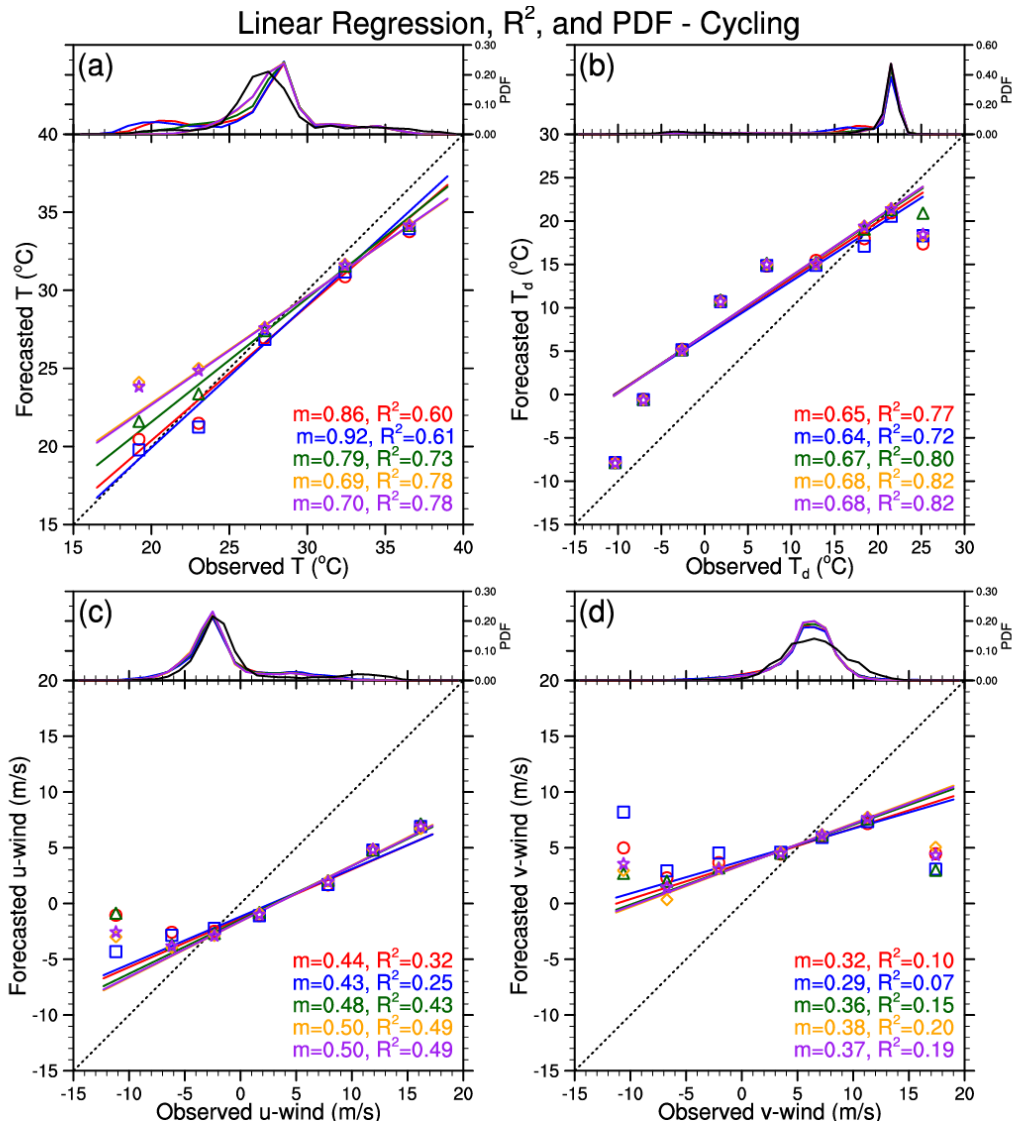 Linear Regression, R², and PDF - Cycling
(a)
0.30
0.20
0.10
0.00
PDF
40
35
30
25
20
15
Forecasted T (°C)
m=0.86, R²=0.60
m=0.92, R²=0.61
m=0.79, R²=0.73
m=0.69, R²=0.78
m=0.70, R²=0.78
15 20 25 30 35 40
Observed T (°C)
(b)
0.60
0.40
0.20
0.00
PDF
30
25
20
15
10
5
0
-5
-10
-15
Forecasted T_d (°C)
m=0.65, R²=0.77
m=0.64, R²=0.72
m=0.67, R²=0.80
m=0.68, R²=0.82
m=0.68, R²=0.82
-15 -10 -5 0 5 10 15 20 25 30
Observed T_d (°C)
(c)
0.30
0.20
0.10
0.00
PDF
20
15
10
5
0
-5
-10
-15
Forecasted u-wind (m/s)
m=0.44, R²=0.32
m=0.43, R²=0.25
m=0.48, R²=0.43
m=0.50, R²=0.49
m=0.50, R²=0.49
-15 -10 -5 0 5 10 15 20
Observed u-wind (m/s)
(d)
0.30
0.20
0.10
0.00
PDF
20
15
10
5
0
-5
-10
-15
Forecasted v-wind (m/s)
m=0.32, R²=0.10
m=0.29, R²=0.07
m=0.36, R²=0.15
m=0.38, R²=0.20
m=0.37, R²=0.19
-15 -10 -5 0 5 10 15 20
Observed v-wind (m/s)